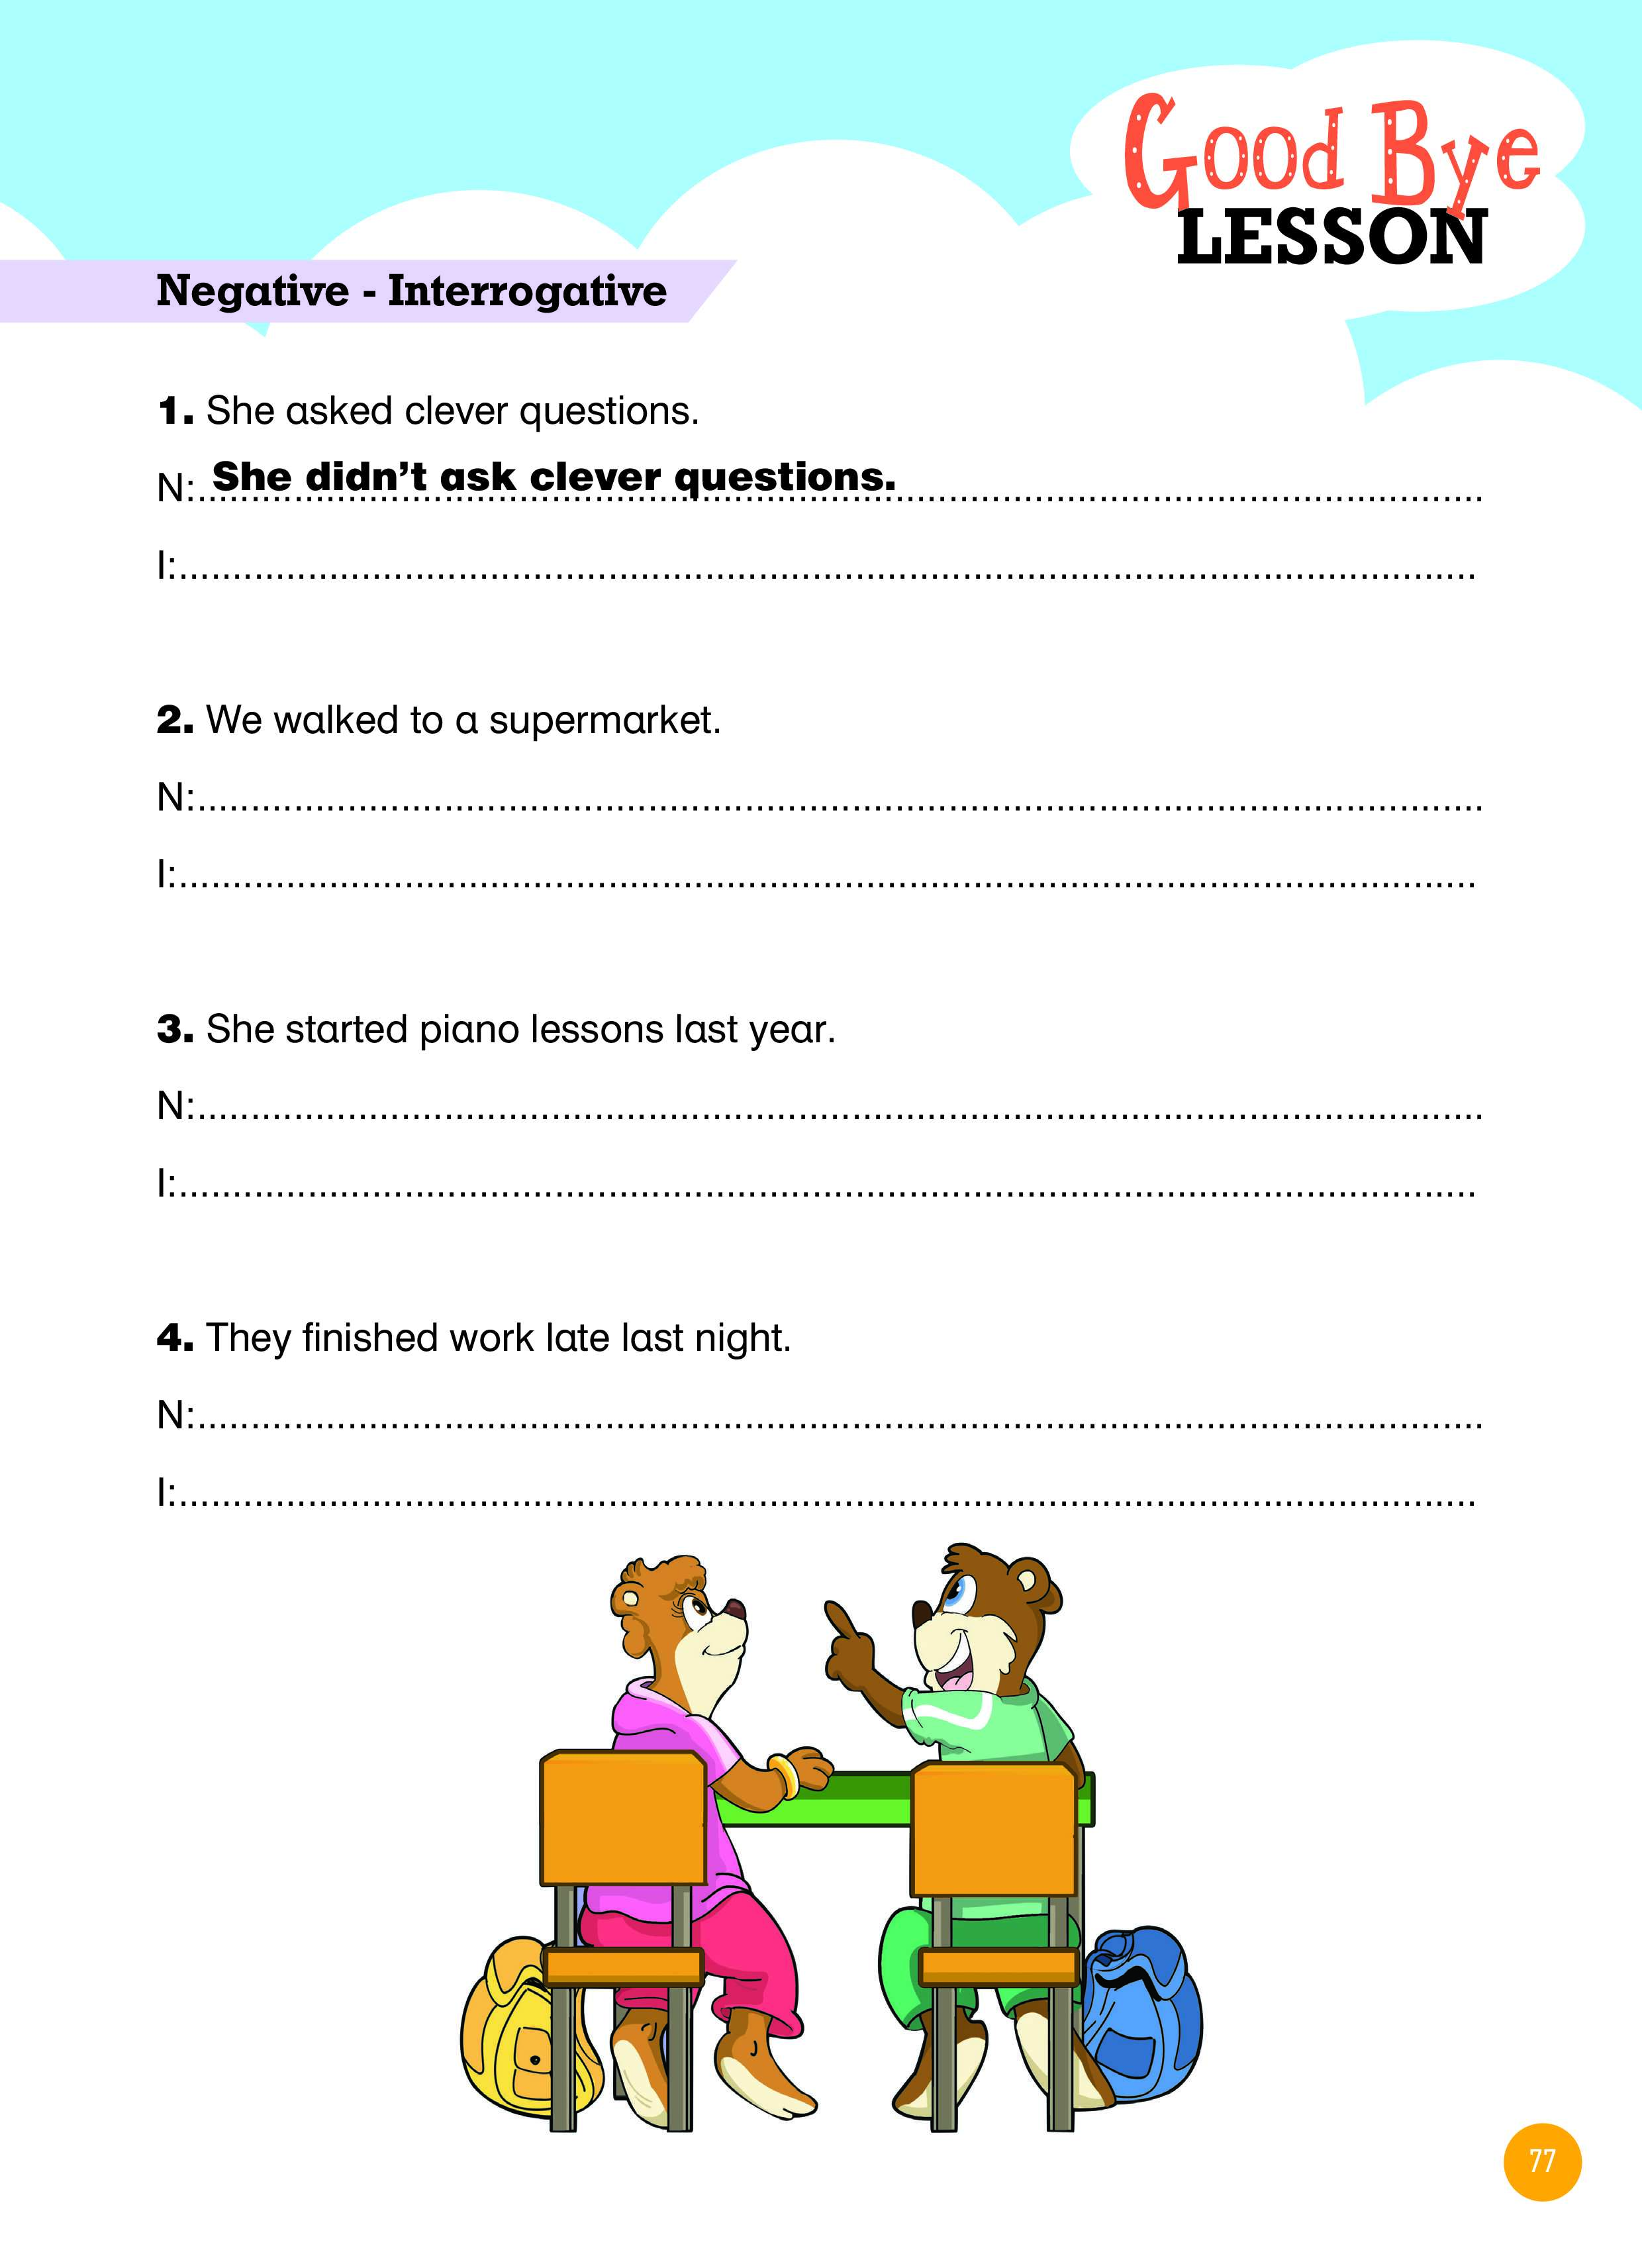 Good Bye
LESSON
Negative - Interrogative
1. She asked clever questions.
N: She didn't ask clever questions.
I:
2. We walked to a supermarket.
N:
I:
3. She started piano lessons last year.
N:
I:
4. They finished work late last night.
N:
I:
77